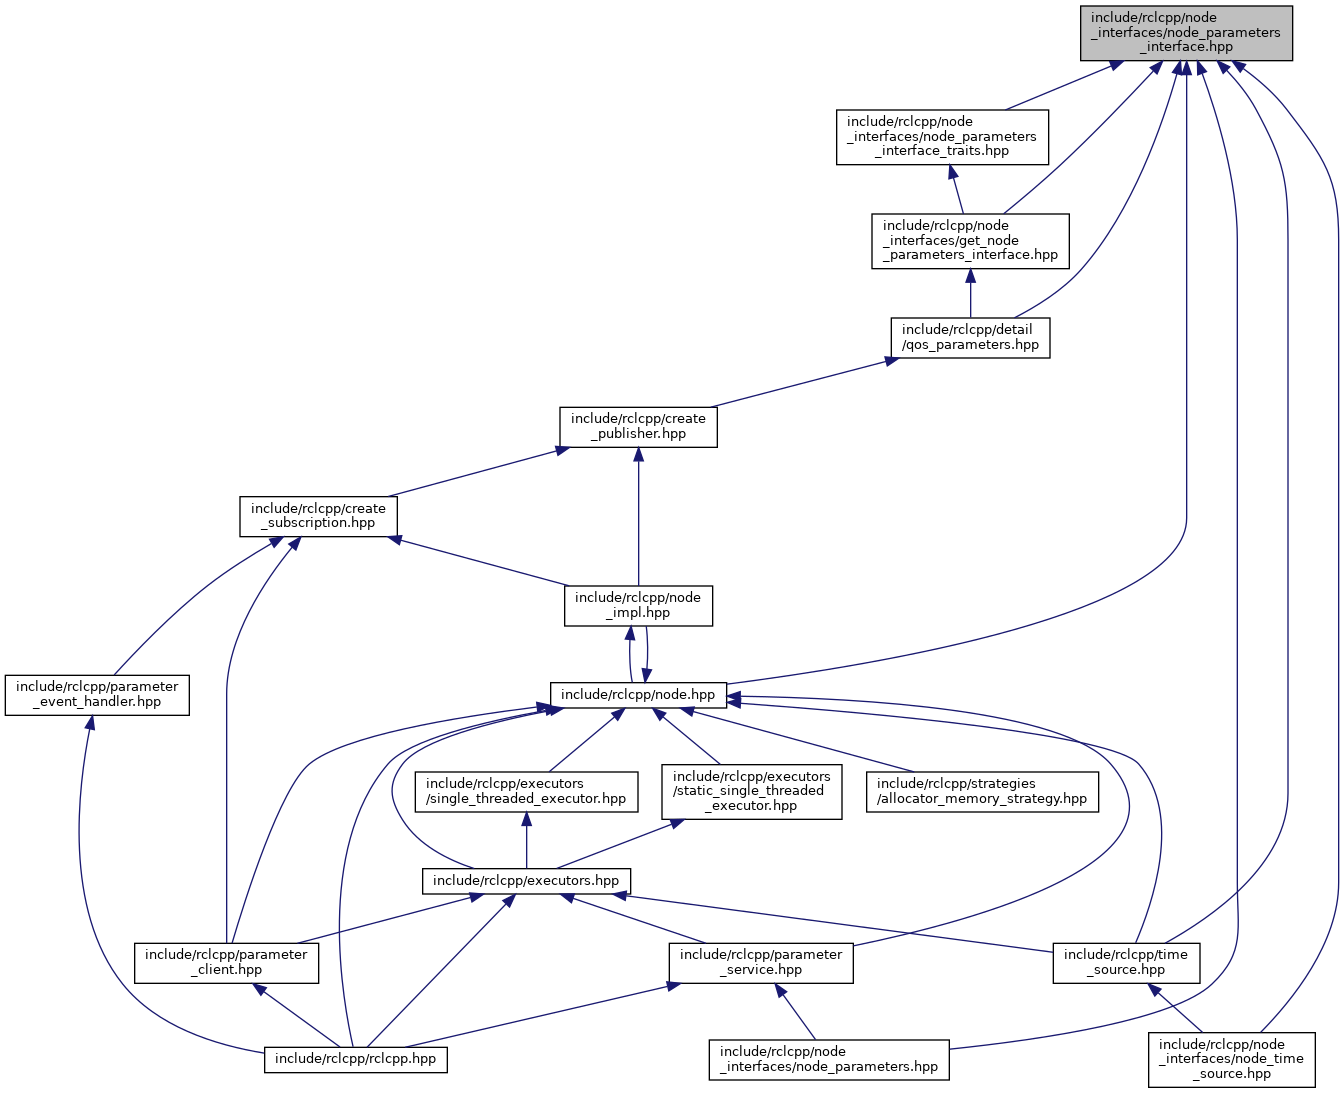 include/rclcpp/node
_interfaces/node_parameters
_interface.hpp
include/rclcpp/node
_interfaces/node_parameters
_interface_traits.hpp
include/rclcpp/node
_interfaces/get_node
_parameters_interface.hpp
include/rclcpp/detail
/qos_parameters.hpp
include/rclcpp/create
_publisher.hpp
include/rclcpp/create
_subscription.hpp
include/rclcpp/node
_impl.hpp
include/rclcpp/parameter
_event_handler.hpp
include/rclcpp/node.hpp
include/rclcpp/executors
/single_threaded_executor.hpp
include/rclcpp/executors
/static_single_threaded
_executor.hpp
include/rclcpp/strategies
/allocator_memory_strategy.hpp
include/rclcpp/executors.hpp
include/rclcpp/parameter
_client.hpp
include/rclcpp/parameter
_service.hpp
include/rclcpp/time
_source.hpp
include/rclcpp/rclcpp.hpp
include/rclcpp/node
_interfaces/node_parameters.hpp
include/rclcpp/node
_interfaces/node_time
_source.hpp